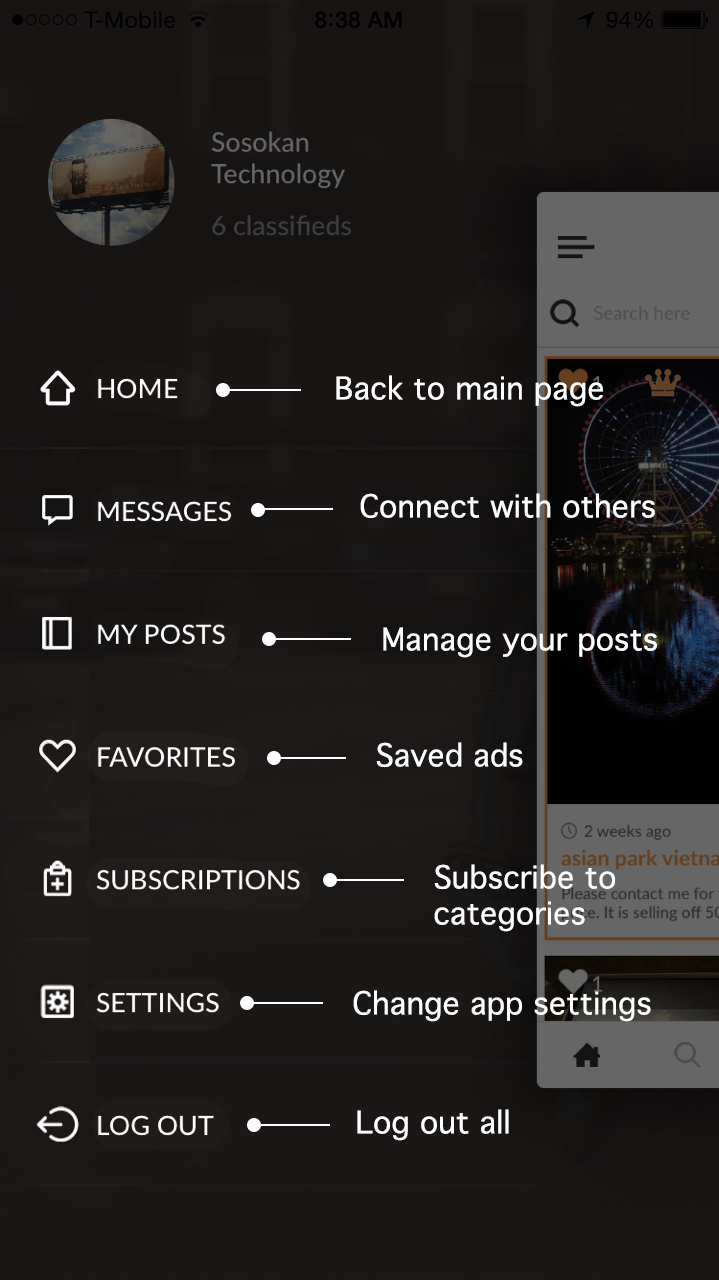 T-Mobile 8:38 AM 94%
Sosokan
Technology
6 classifieds
Search here
HOME Back to main page
1
MESSAGES Connect with others
MY POSTS Manage your posts
FAVORITES Saved ads
2 weeks ago
asian park vietna
SUBSCRIPTIONS Subscribe to
categories
Please contact me for
It is selling off 50
SETTINGS Change app settings
1
LOG OUT Log out all